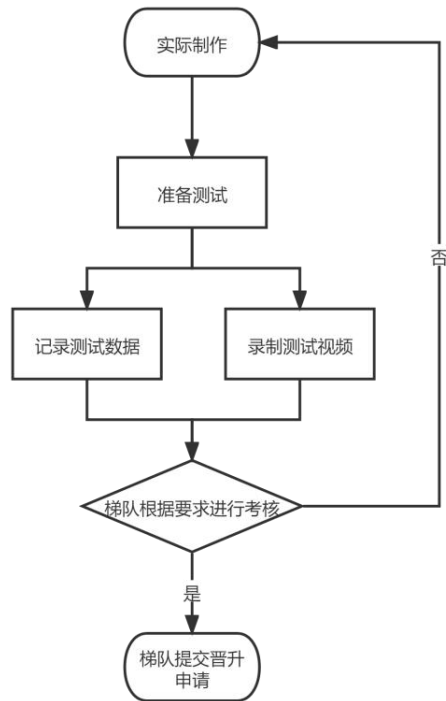 实际制作
准备测试
否
记录测试数据
录制测试视频
梯队根据要求进行考核
是
梯队提交晋升
申请